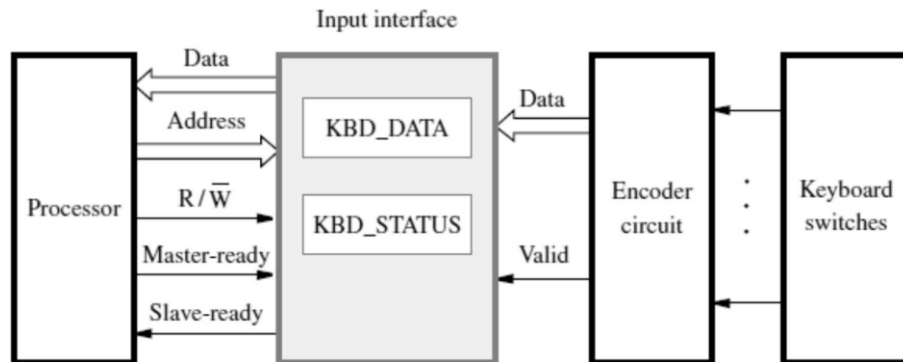 Input interface
Data
Data
KBD_DATA
Address
Processor
R / W̅
KBD_STATUS
Encoder
circuit
Keyboard
switches
Master-ready
Valid
Slave-ready